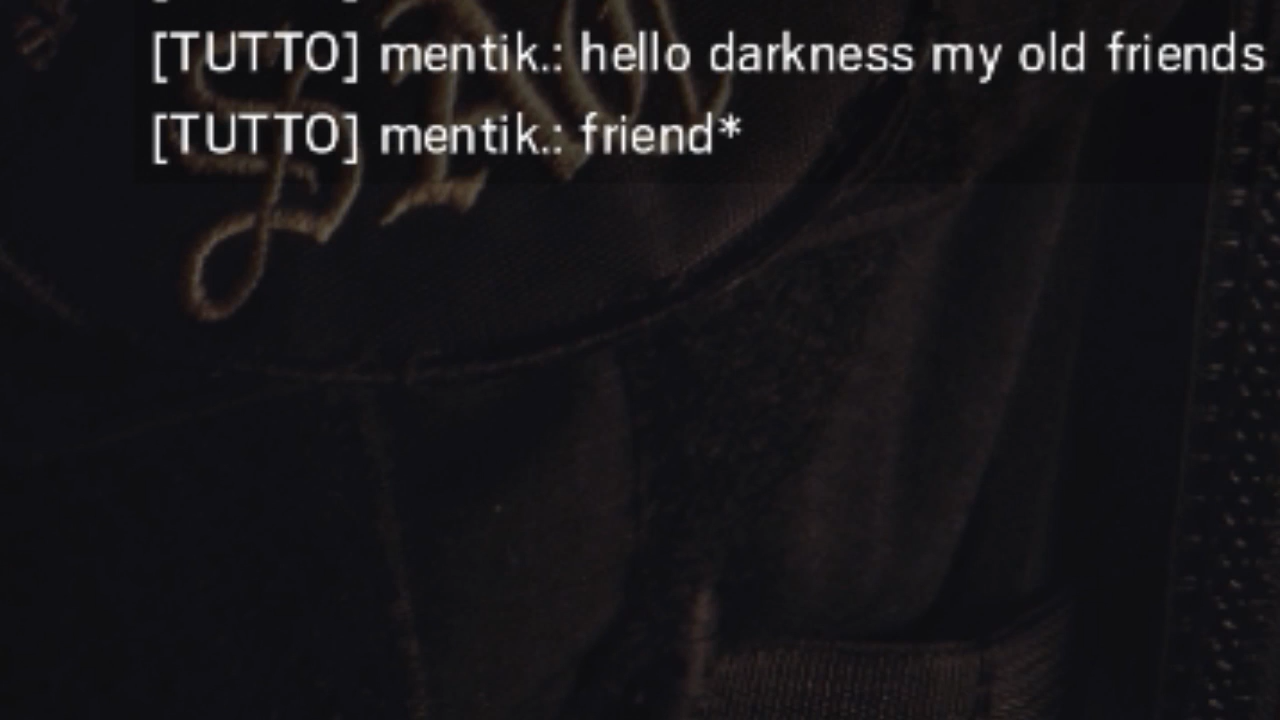 [TUTTO] mentik.: hello darkness my old friends
[TUTTO] mentik.: friend*